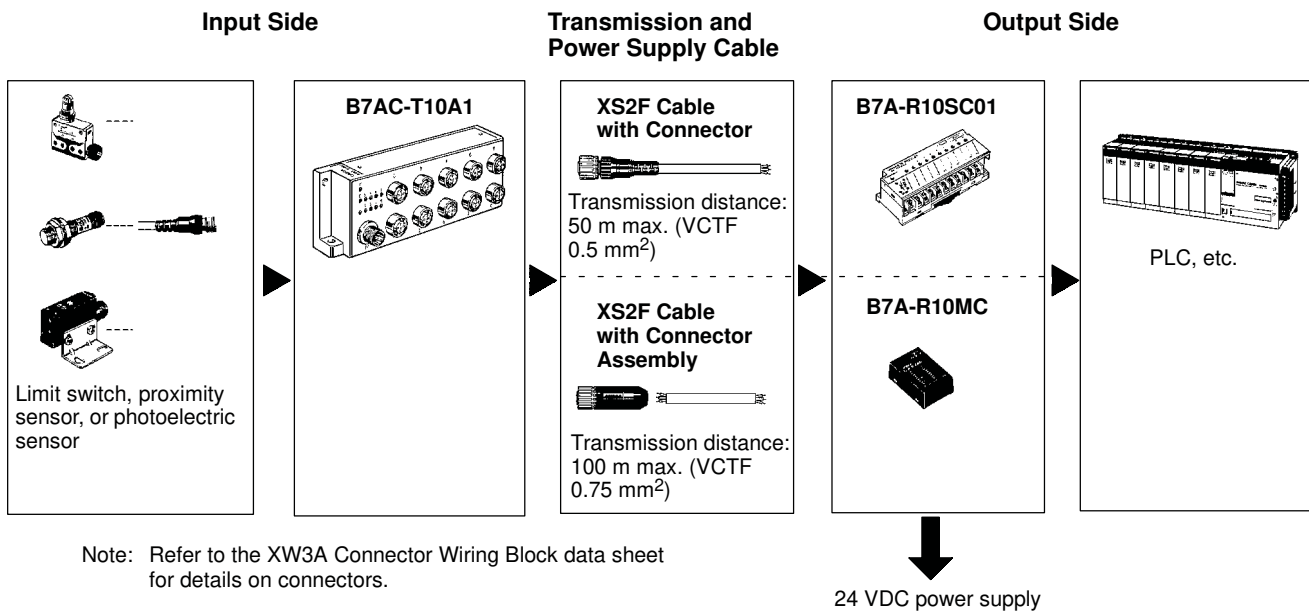 Input Side
Transmission and
Power Supply Cable
Output Side
B7AC-T10A1
XS2F Cable
with Connector
Transmission distance:
50 m max. (VCTF
0.5 mm²)
XS2F Cable
with Connector
Assembly
Transmission distance:
100 m max. (VCTF
0.75 mm²)
B7A-R10SC01
B7A-R10MC
PLC, etc.
Limit switch, proximity
sensor, or photoelectric
sensor
Note: Refer to the XW3A Connector Wiring Block data sheet
for details on connectors.
24 VDC power supply